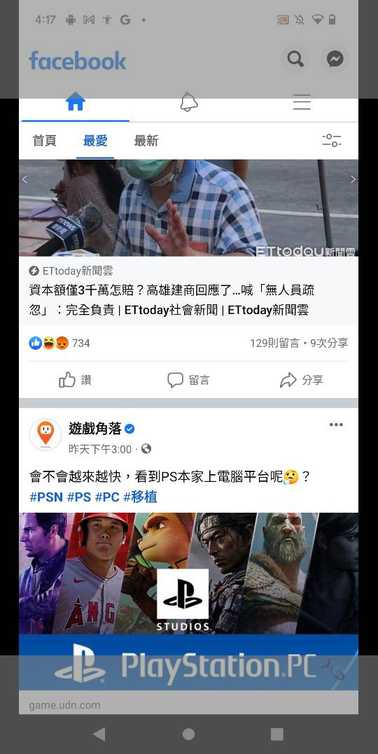 4:17
facebook
首頁 最愛 最新
ETtoday新聞雲
ETtoday新聞雲
資本額僅3千萬怎賠？高雄建商回應了...喊「無人員疏
忽」：完全負責 | ETtoday社會新聞 | ETtoday新聞雲
734 129則留言・9次分享
讚 留言 分享
遊戲角落
昨天下午3:00
會不會越來越快，看到PS本家上電腦平台呢🤔？
#PSN #PS #PC #移植
ANG
STUDIOS
PlayStation.PC
game.udn.com